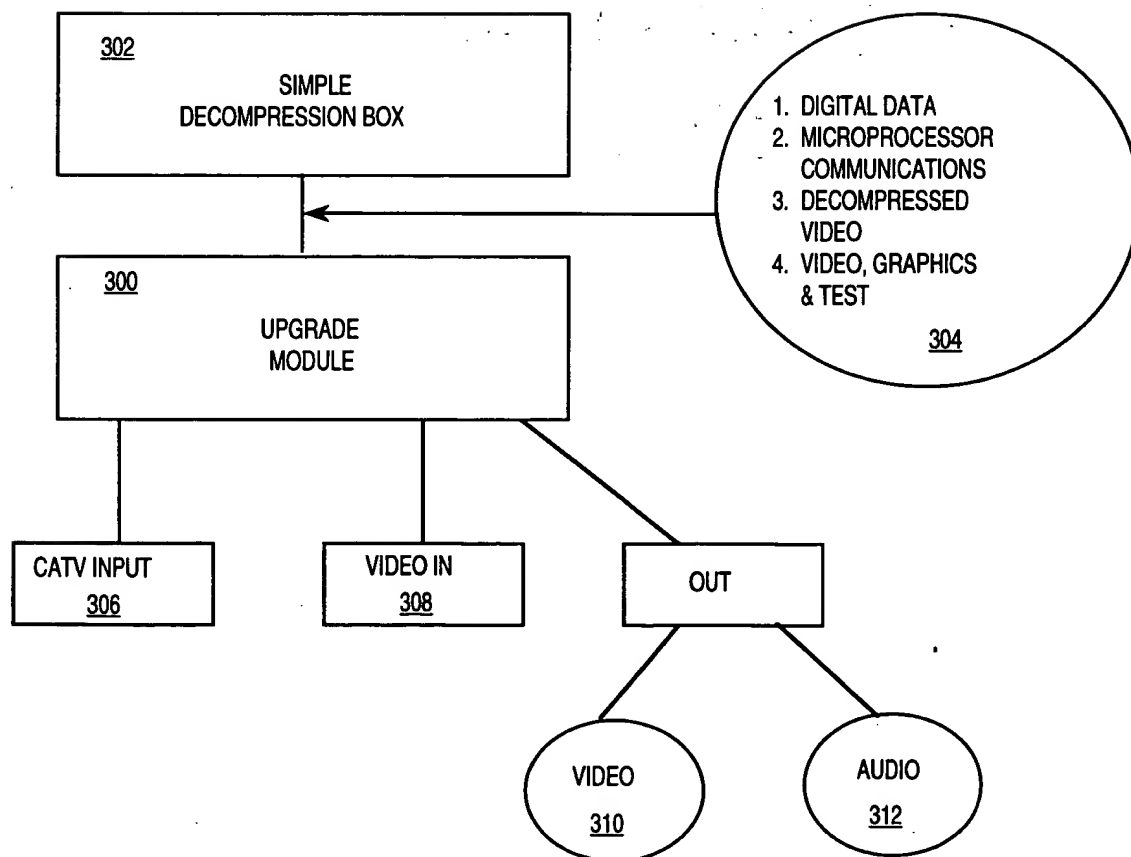 302
SIMPLE
DECOMPRESSION BOX
1. DIGITAL DATA
2. MICROPROCESSOR
COMMUNICATIONS
3. DECOMPRESSED
VIDEO
4. VIDEO, GRAPHICS
& TEST
304
300
UPGRADE
MODULE
CATV INPUT
306
VIDEO IN
308
OUT
VIDEO
310
AUDIO
312